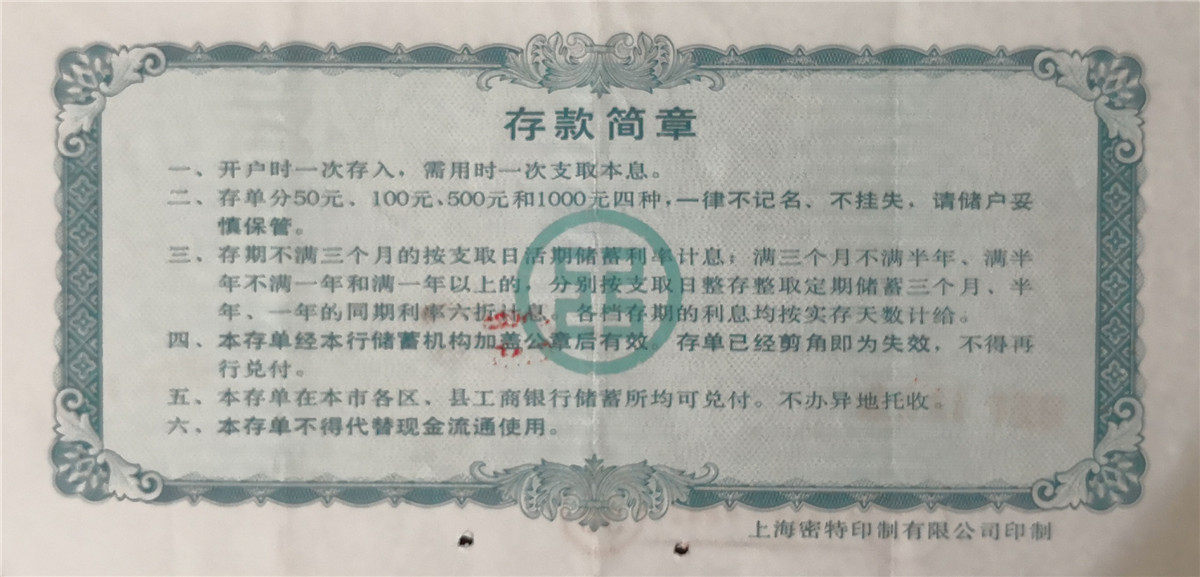 存款简章
一、开户时一次存入，需用时一次支取本息。
二、存单分50元、100元、500元和1000元四种，一律不记名、不挂失，请储户妥
慎保管。
三、存期不满三个月的按支取日活期储蓄利率计息；满三个月不满半年、满半
年不满一年和满一年以上的，分别按支取日整存整取定期储蓄三个月、半
年、一年的同期利率六折计息。各档存期的利息均按实存天数计给。
四、本存单经本行储蓄机构加盖公章后有效，存单已经剪角即为失效，不得再
行兑付。
五、本存单在本市各区、县工商银行储蓄所均可兑付。不办异地托收。
六、本存单不得代替现金流通使用。
上海密特印制有限公司印制